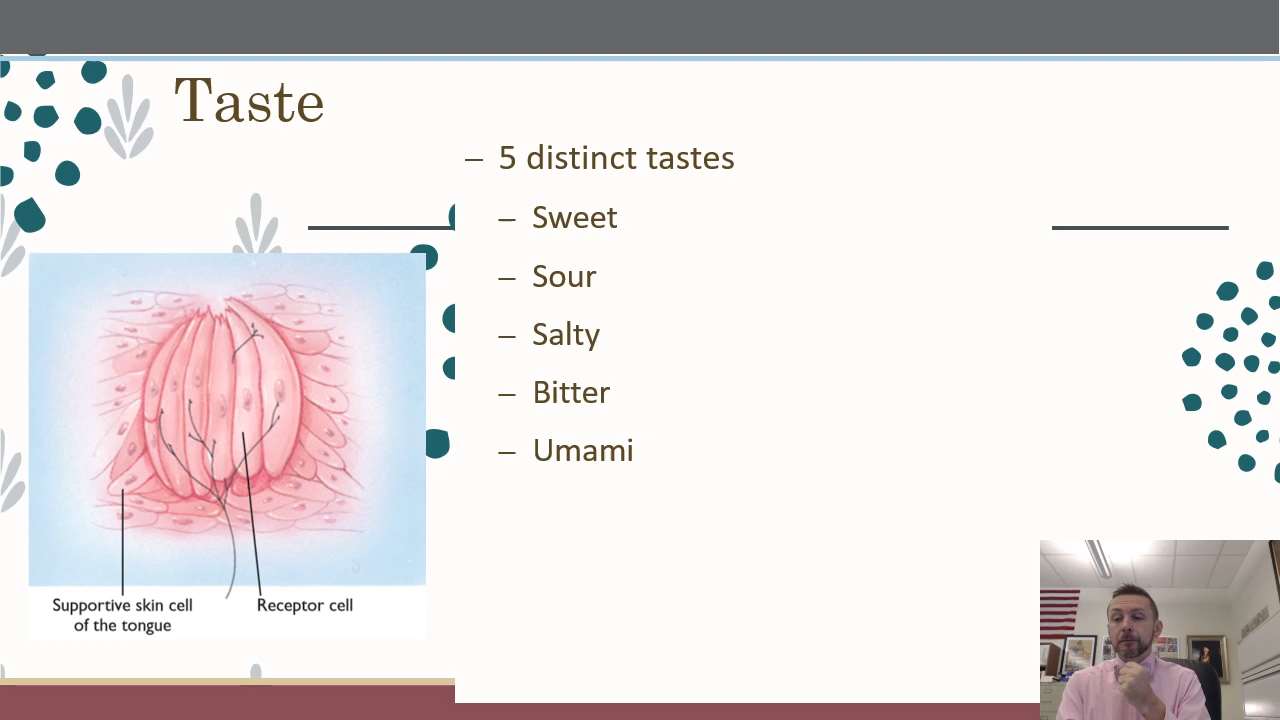 Taste
– 5 distinct tastes
– Sweet
– Sour
– Salty
– Bitter
– Umami
Supportive skin cell
of the tongue
Receptor cell